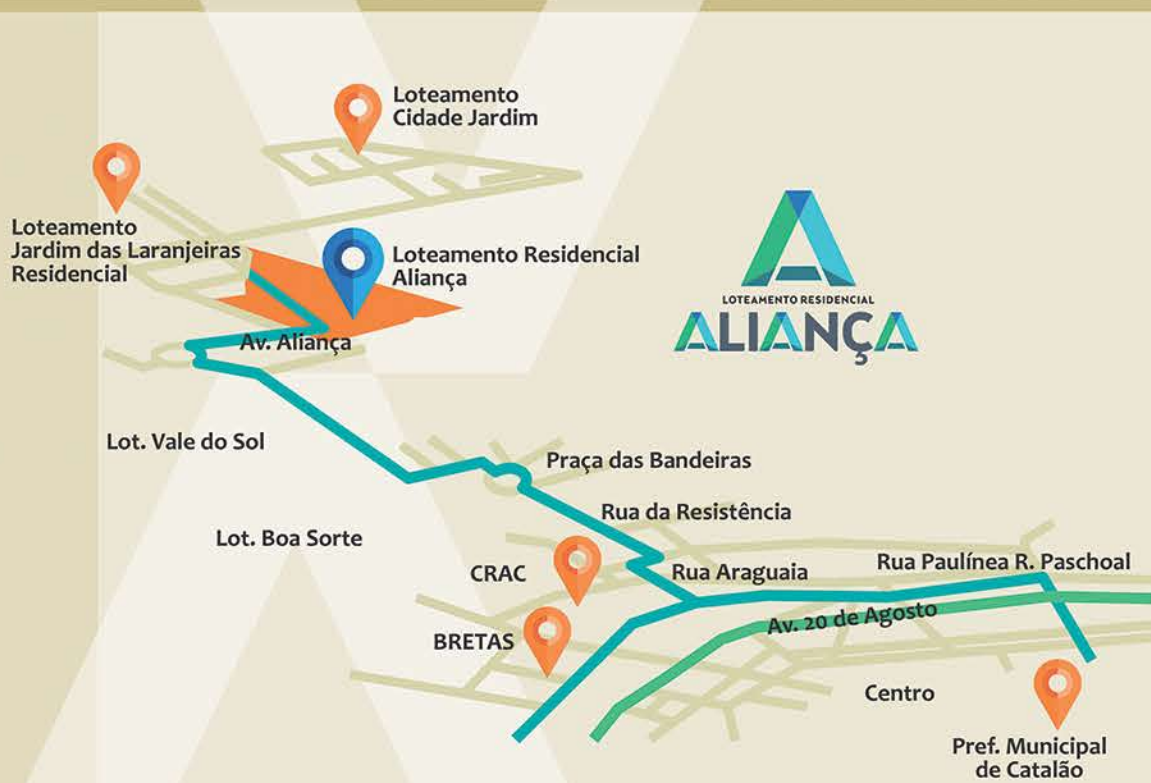 Loteamento
Cidade Jardim
Loteamento
Jardim das Laranjeiras
Residencial
Loteamento Residencial
Aliança
LOTEAMENTO RESIDENCIAL
ALIANÇA
Av. Aliança
Lot. Vale do Sol
Praça das Bandeiras
Rua da Resistência
Lot. Boa Sorte
CRAC
Rua Araguaia
Rua Paulínea R. Paschoal
Av. 20 de Agosto
BRETAS
Centro
Pref. Municipal
de Catalão